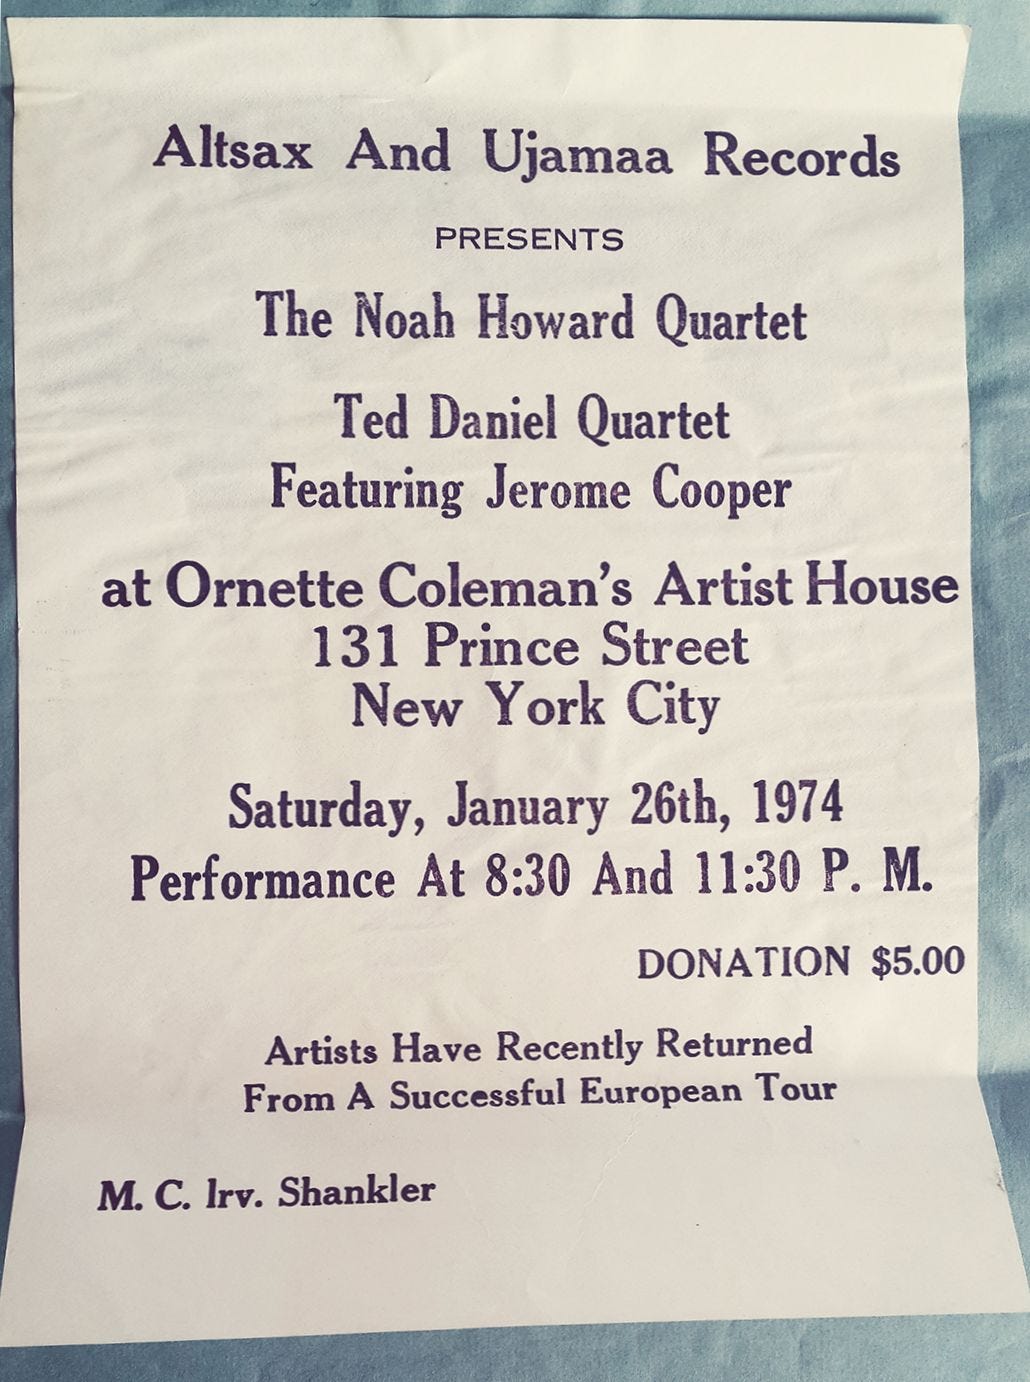 Altsax And Ujamaa Records
PRESENTS
The Noah Howard Quartet
Ted Daniel Quartet
Featuring Jerome Cooper
at Ornette Coleman's Artist House
131 Prince Street
New York City
Saturday, January 26th, 1974
Performance At 8:30 And 11:30 P. M.
DONATION $5.00
Artists Have Recently Returned
From A Successful European Tour
M. C. Irv. Shankler